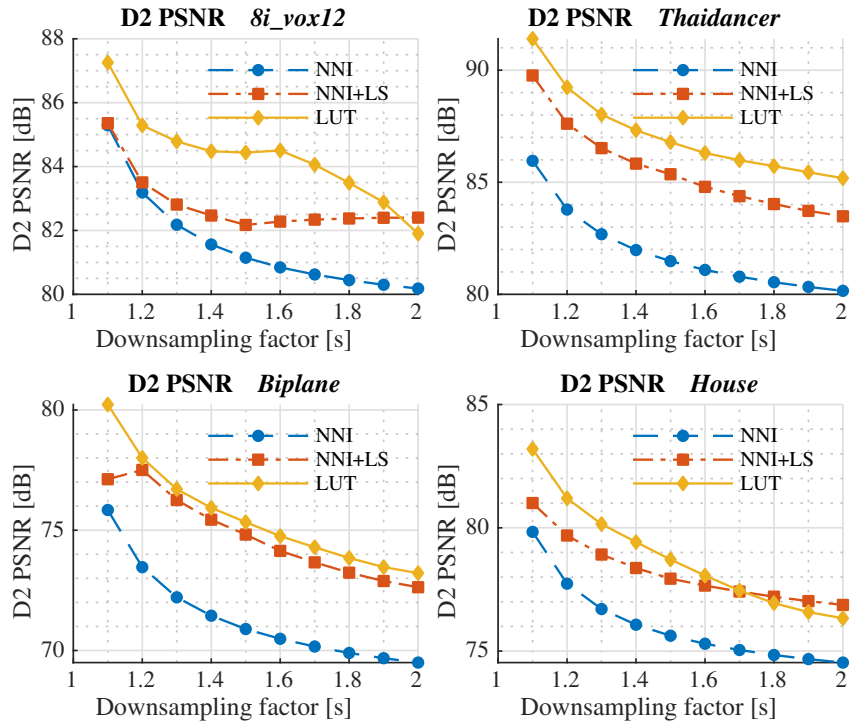 D2 PSNR 8i_vox12
88
86
84
82
80
D2 PSNR [dB]
NNI
NNI+LS
LUT
1 1.2 1.4 1.6 1.8 2
Downsampling factor [s]
D2 PSNR Thaidancer
90
85
80
D2 PSNR [dB]
NNI
NNI+LS
LUT
1 1.2 1.4 1.6 1.8 2
Downsampling factor [s]
D2 PSNR Biplane
80
75
70
D2 PSNR [dB]
NNI
NNI+LS
LUT
1 1.2 1.4 1.6 1.8 2
Downsampling factor [s]
D2 PSNR House
85
80
75
D2 PSNR [dB]
NNI
NNI+LS
LUT
1 1.2 1.4 1.6 1.8 2
Downsampling factor [s]